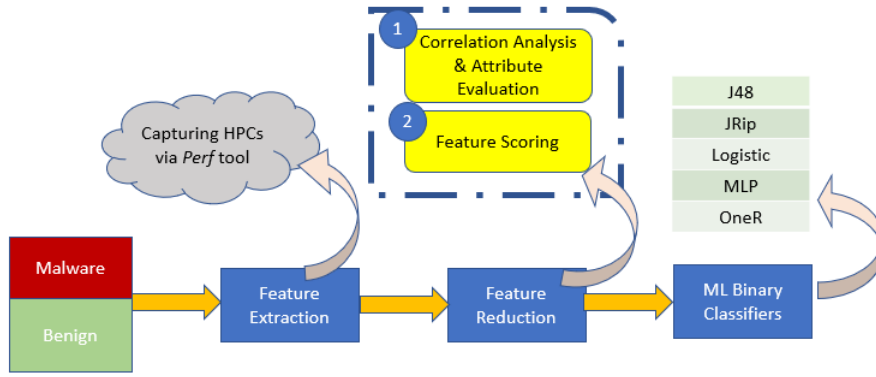 1
Correlation Analysis
& Attribute
Evaluation
2
Feature Scoring
Capturing HPCs
via Perf tool
J48
JRip
Logistic
MLP
OneR
Malware
Benign
Feature
Extraction
Feature
Reduction
ML Binary
Classifiers